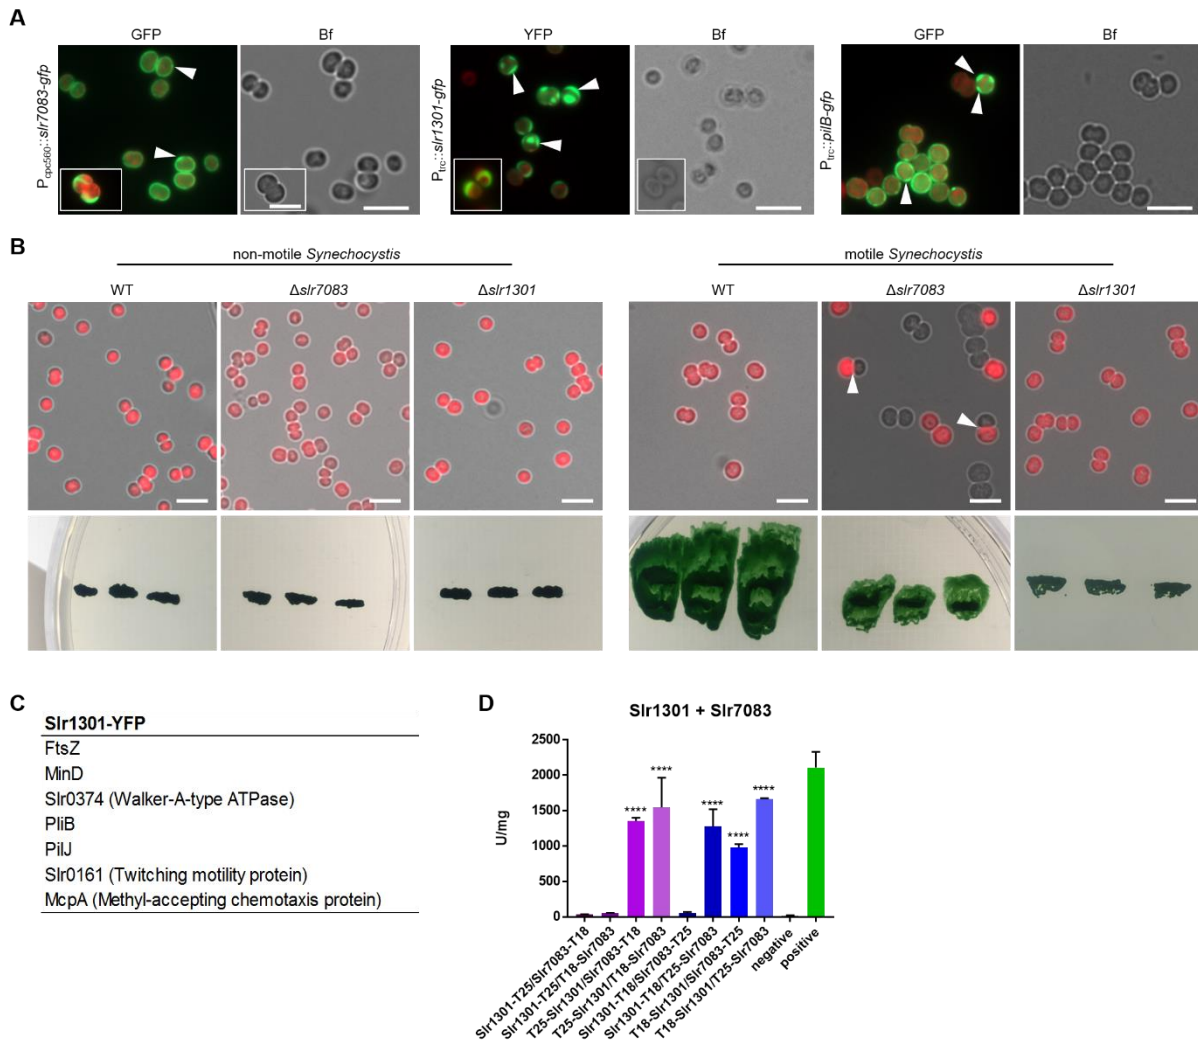 A
GFP
Bf
YFP
Bf
GFP
Bf
Pcpc560::slr7083-gfp
Ptrc::slr1301-gfp
Ptrc::pilB-gfp
B
non-motile Synechocystis
motile Synechocystis
WT
Δslr7083
Δslr1301
WT
Δslr7083
Δslr1301
C
Slr1301-YFP
FtsZ
MinD
Slr0374 (Walker-A-type ATPase)
PliB
PilJ
Slr0161 (Twitching motility protein)
McpA (Methyl-accepting chemotaxis protein)
D
Slr1301 + Slr7083
U/mg
2500
2000
1500
1000
500
0
****
****
****
****
****
Slr1301-T25/Slr7083-T18
Slr1301-T25/T18-Slr7083
T25-Slr1301/Slr7083-T18
T25-Slr1301/T18-Slr7083
Slr1301-T18/Slr7083-T25
Slr1301-T18/T25-Slr7083
T18-Slr1301/Slr7083-T25
T18-Slr1301/T25-Slr7083
negative
positive